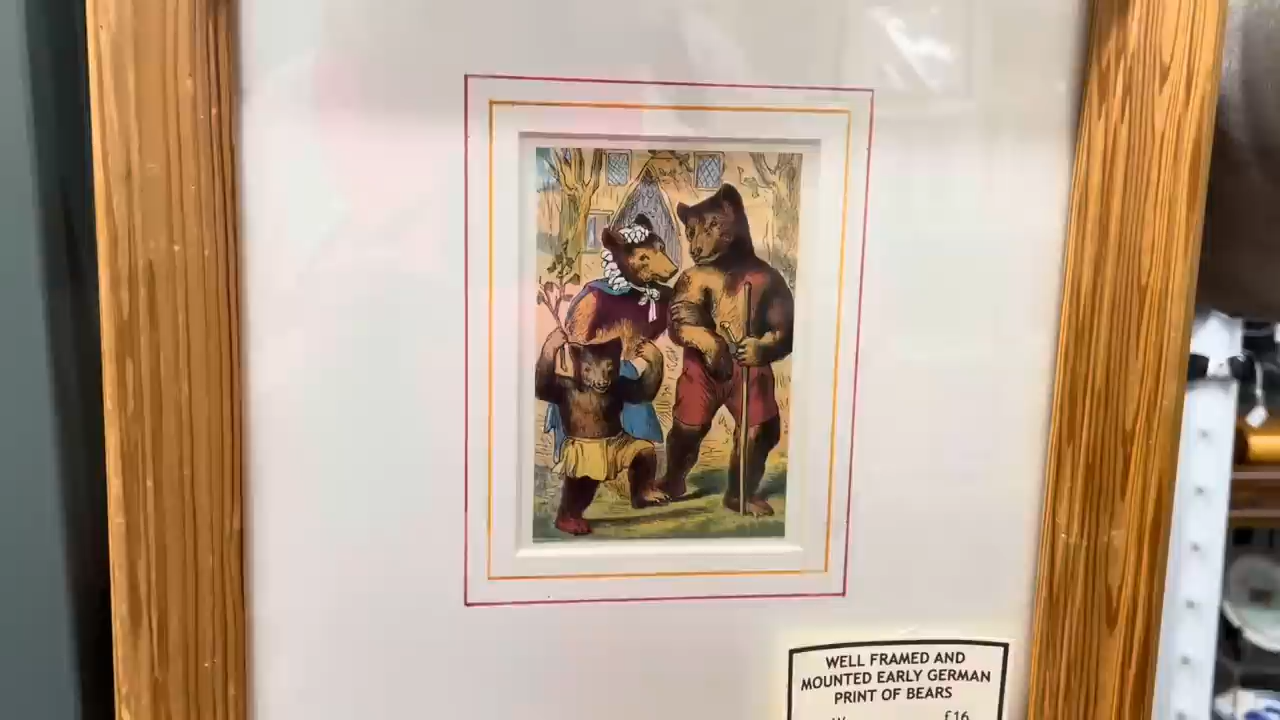 WELL FRAMED AND
MOUNTED EARLY GERMAN
PRINT OF BEARS
£16